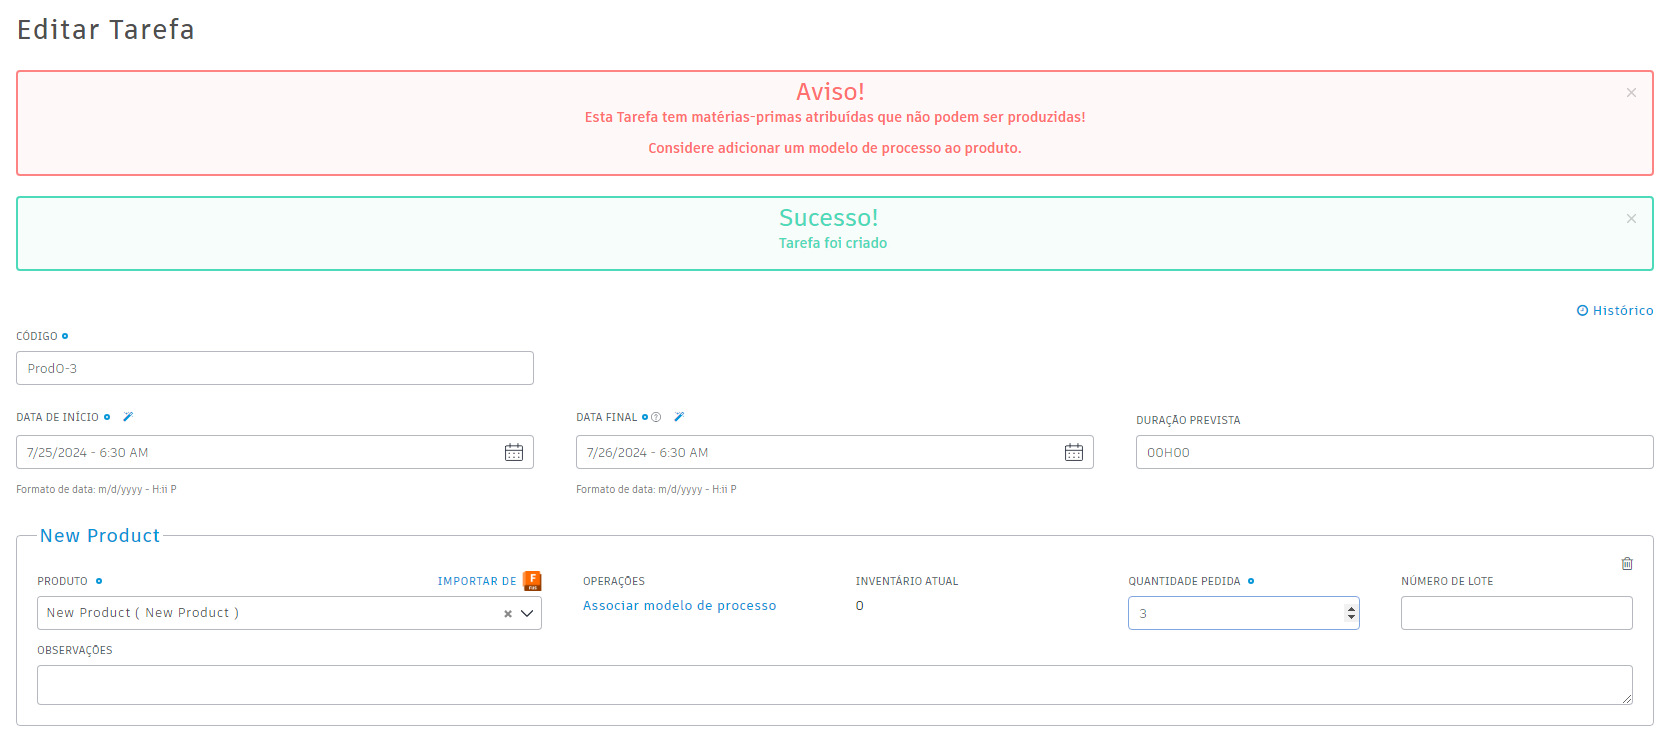 Editar Tarefa
Aviso!
Esta Tarefa tem matérias-primas atribuídas que não podem ser produzidas!
Considere adicionar um modelo de processo ao produto.
Sucesso!
Tarefa foi criado
Histórico
CÓDIGO
ProdO-3
DATA DE INÍCIO
DATA FINAL
DURAÇÃO PREVISTA
7/25/2024 - 6:30 AM
7/26/2024 - 6:30 AM
00H00
Formato de data: m/d/yyyy - H:ii P
Formato de data: m/d/yyyy - H:ii P
New Product
PRODUTO
IMPORTAR DE
OPERAÇÕES
INVENTÁRIO ATUAL
QUANTIDADE PEDIDA
NÚMERO DE LOTE
New Product ( New Product )
Associar modelo de processo
0
3
OBSERVAÇÕES